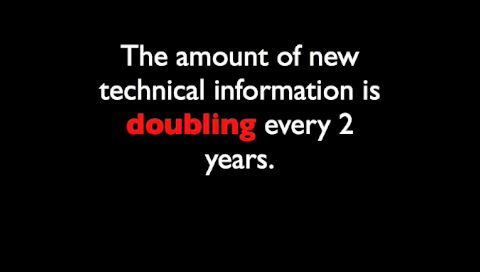 The amount of new
technical information is
doubling every 2
years.